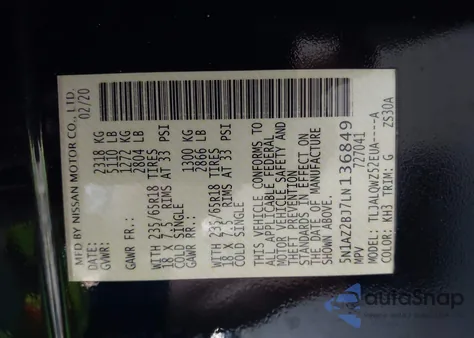 MFD BY NISSAN MOTOR CO., LTD.
DATE: 02/20
GVWR: 2318 KG
5110 LB
GAWR FR.: 1272 KG
2804 LB
WITH 235/65R18 TIRES
18 X 7.5 RIMS AT 33 PSI
COLD SINGLE
GAWR RR.: 1300 KG
2866 LB
WITH 235/65R18 TIRES
18 X 7.5 RIMS AT 33 PSI
COLD SINGLE
THIS VEHICLE CONFORMS TO
ALL APPLICABLE FEDERAL
MOTOR VEHICLE SAFETY AND
THEFT PREVENTION
STANDARDS IN EFFECT ON
THE DATE OF MANUFACTURE
SHOWN ABOVE.
5N1AZ2BJ7LN136849
MPV 727041
MODEL: TLJALQWZ52EUA----A
COLOR: KH3 TRIM: G ZS30A
autoSnap